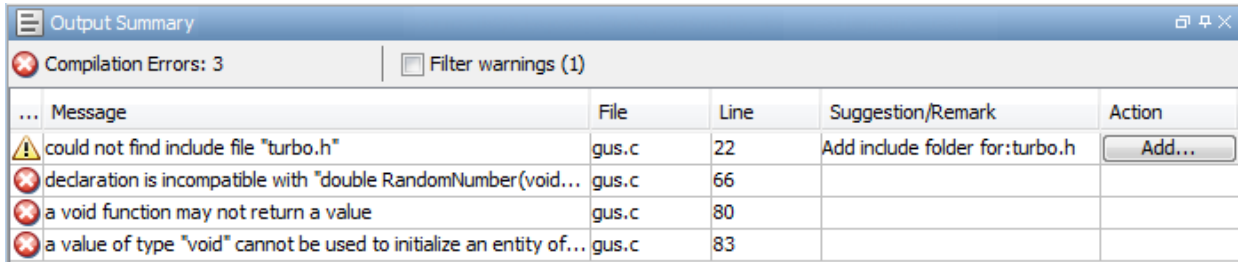 Output Summary
Compilation Errors: 3 Filter warnings (1)
... Message File Line Suggestion/Remark Action
could not find include file "turbo.h" gus.c 22 Add include folder for:turbo.h Add...
declaration is incompatible with "double RandomNumber(void... gus.c 66
a void function may not return a value gus.c 80
a value of type "void" cannot be used to initialize an entity of... gus.c 83